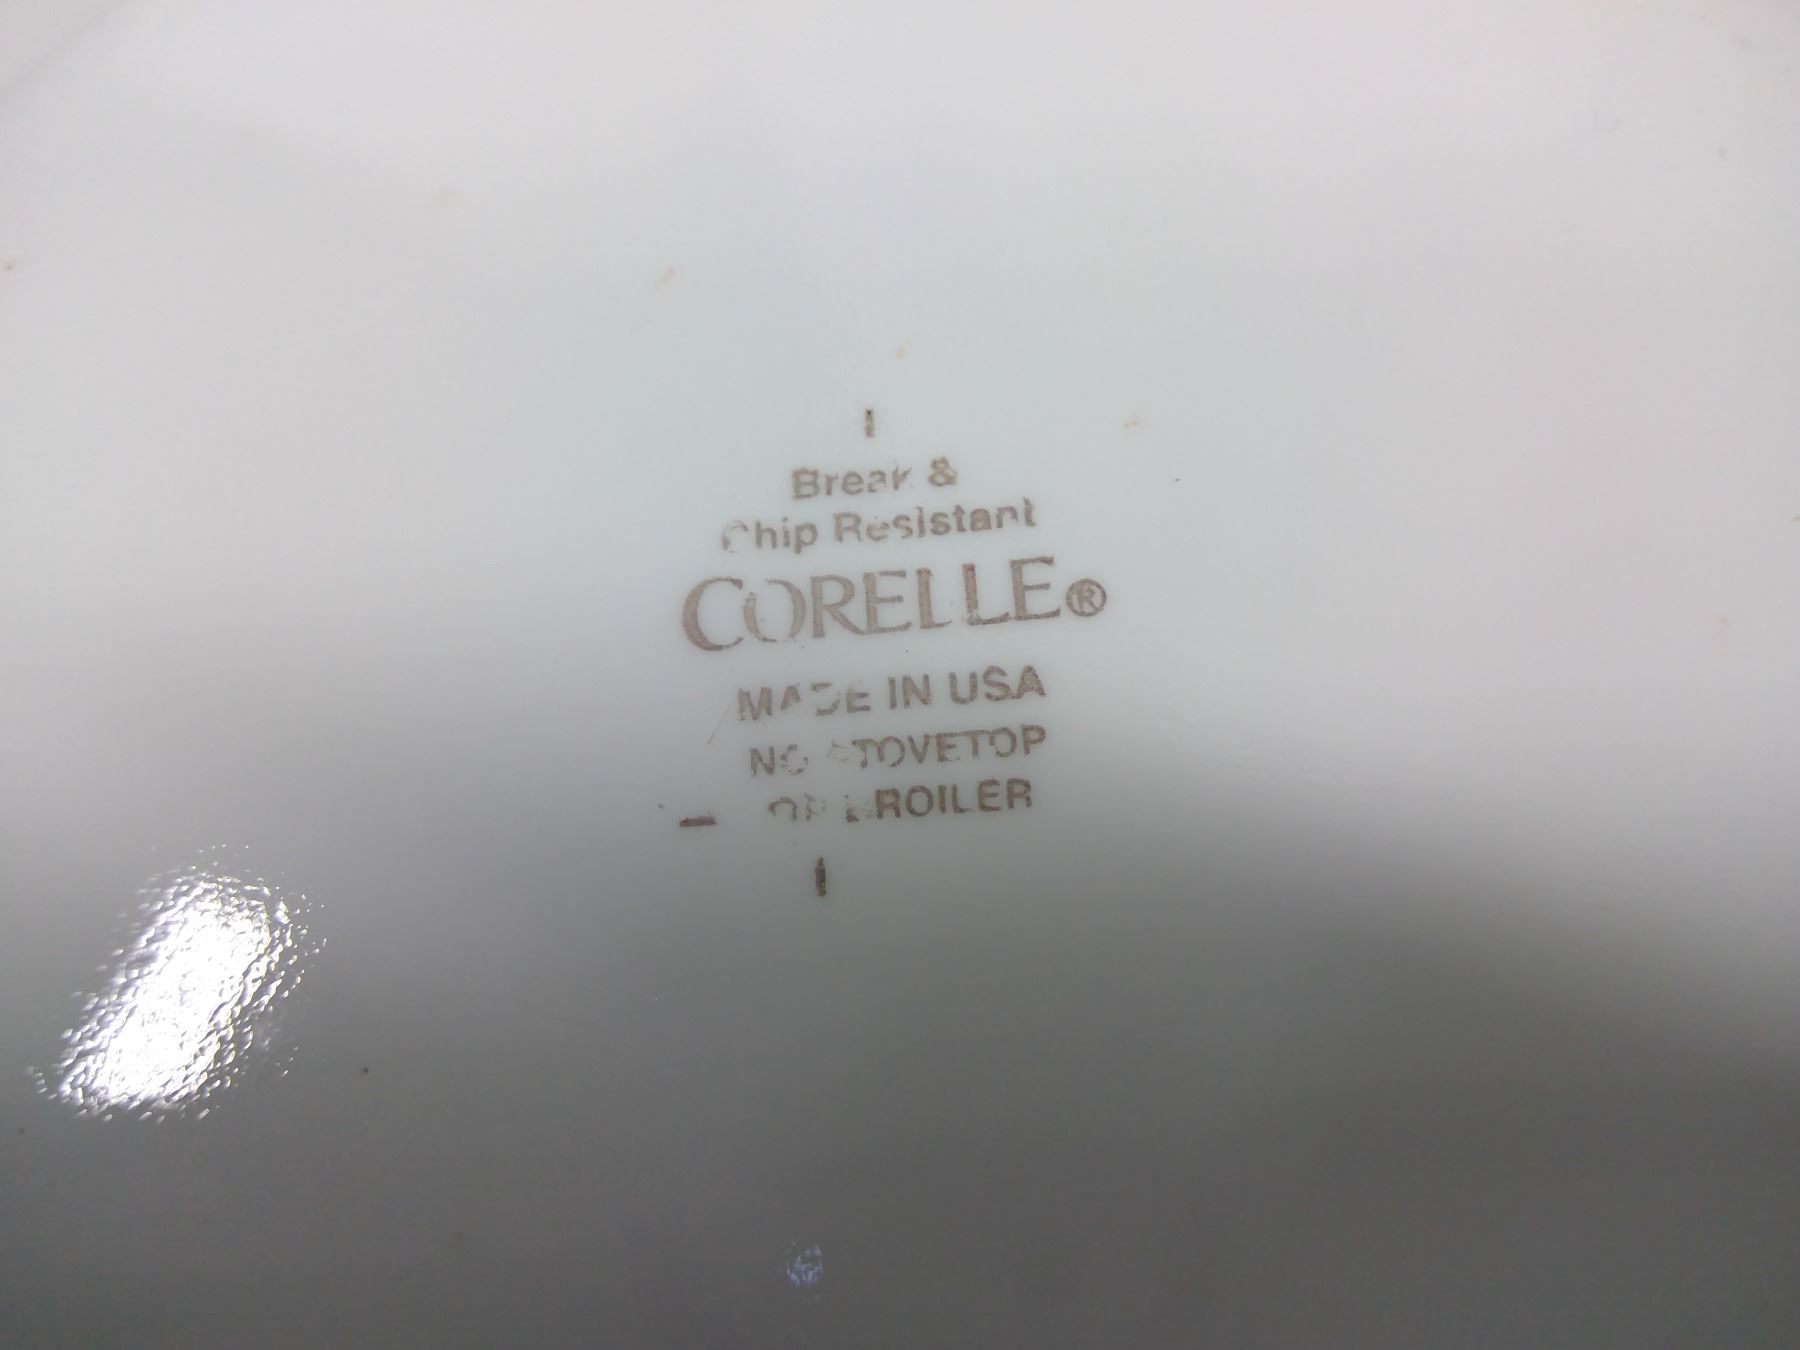 Break &
Chip Resistant
CORELLE®
MADE IN USA
NO STOVETOP
OR BROILER